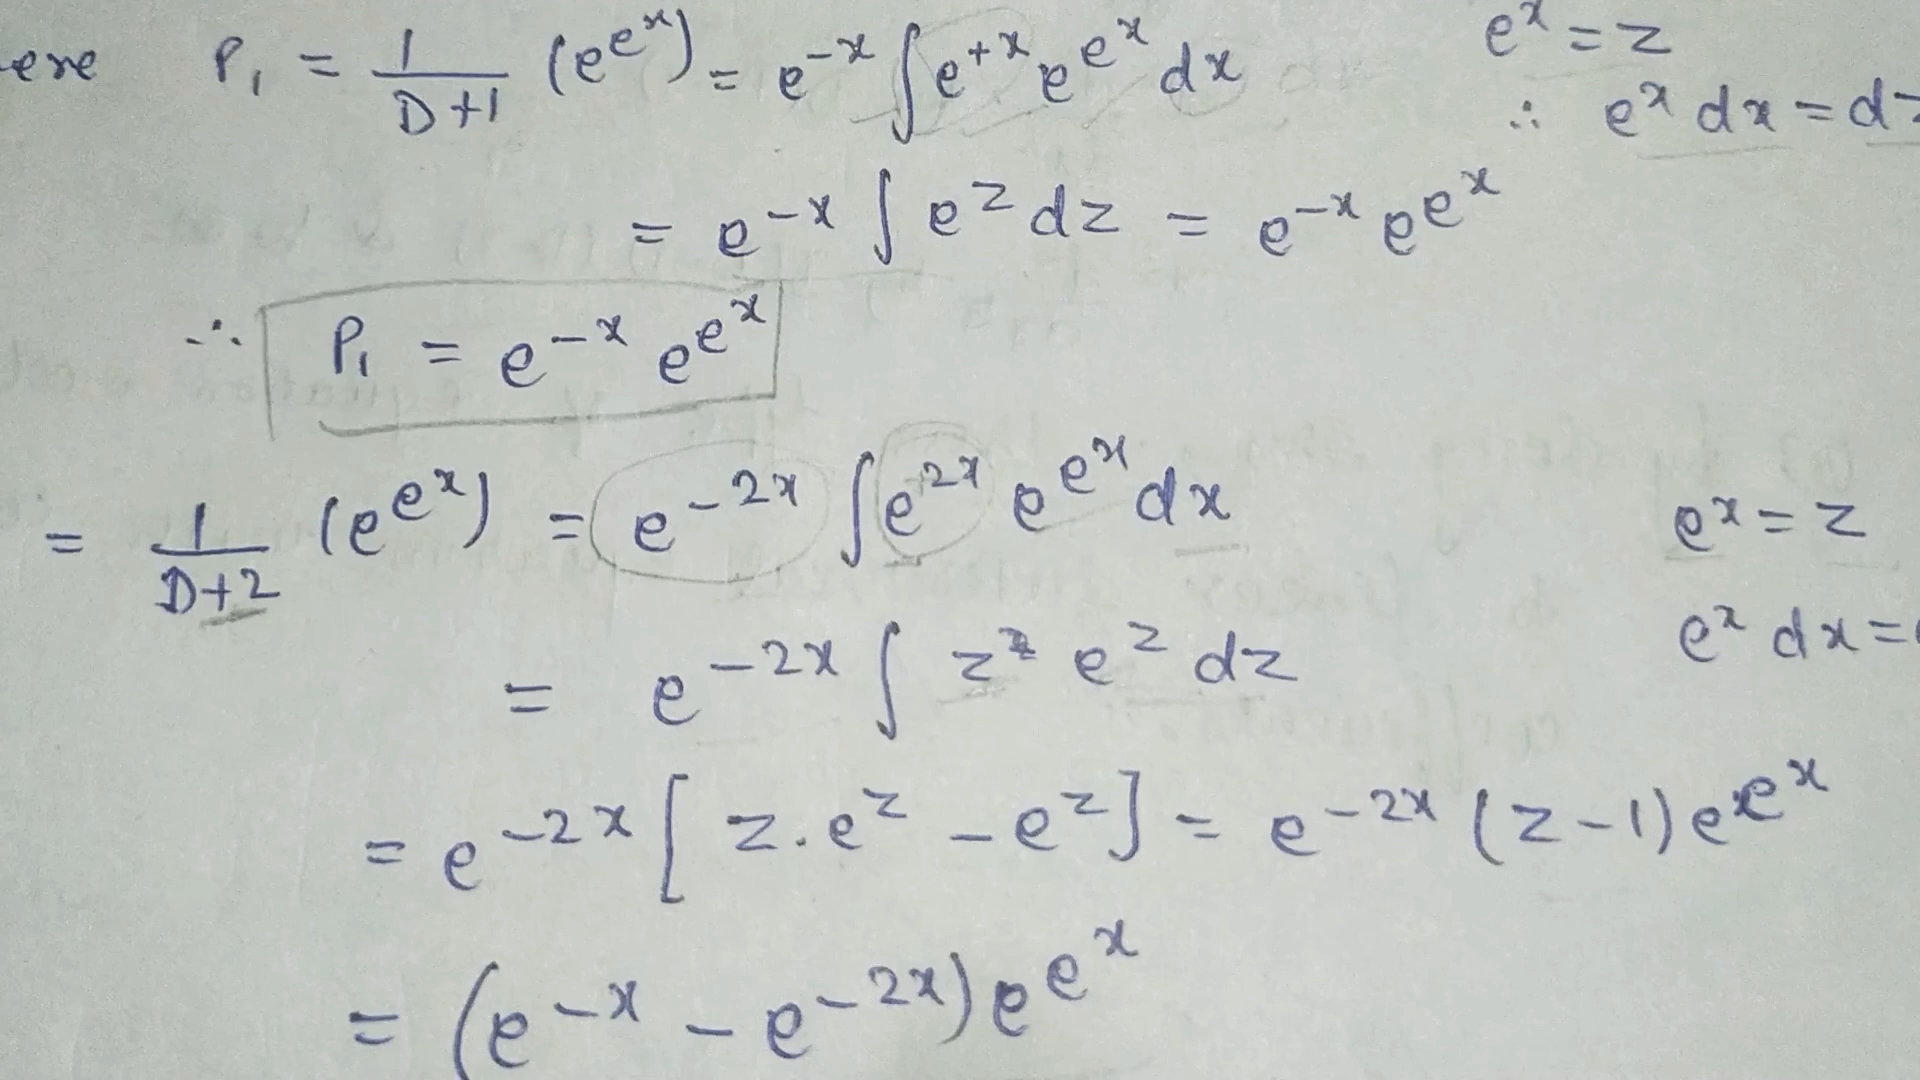 ere P₁ = 1/(D+1) (e^(e^x)) = e^(-x) ∫ e^(+x) e^(e^x) dx e^x = z
∴ e^x dx = dz
= e^(-x) ∫ e^z dz = e^(-x) e^(e^x)
∴ P₁ = e^(-x) e^(e^x)
= 1/(D+2) (e^(e^x)) = e^(-2x) ∫ e^(2x) e^(e^x) dx e^x = z
e^x dx =
= e^(-2x) ∫ z e^z dz
= e^(-2x) [z.e^z - e^z] = e^(-2x) (z-1) e^(e^x)
= (e^(-x) - e^(-2x)) e^(e^x)